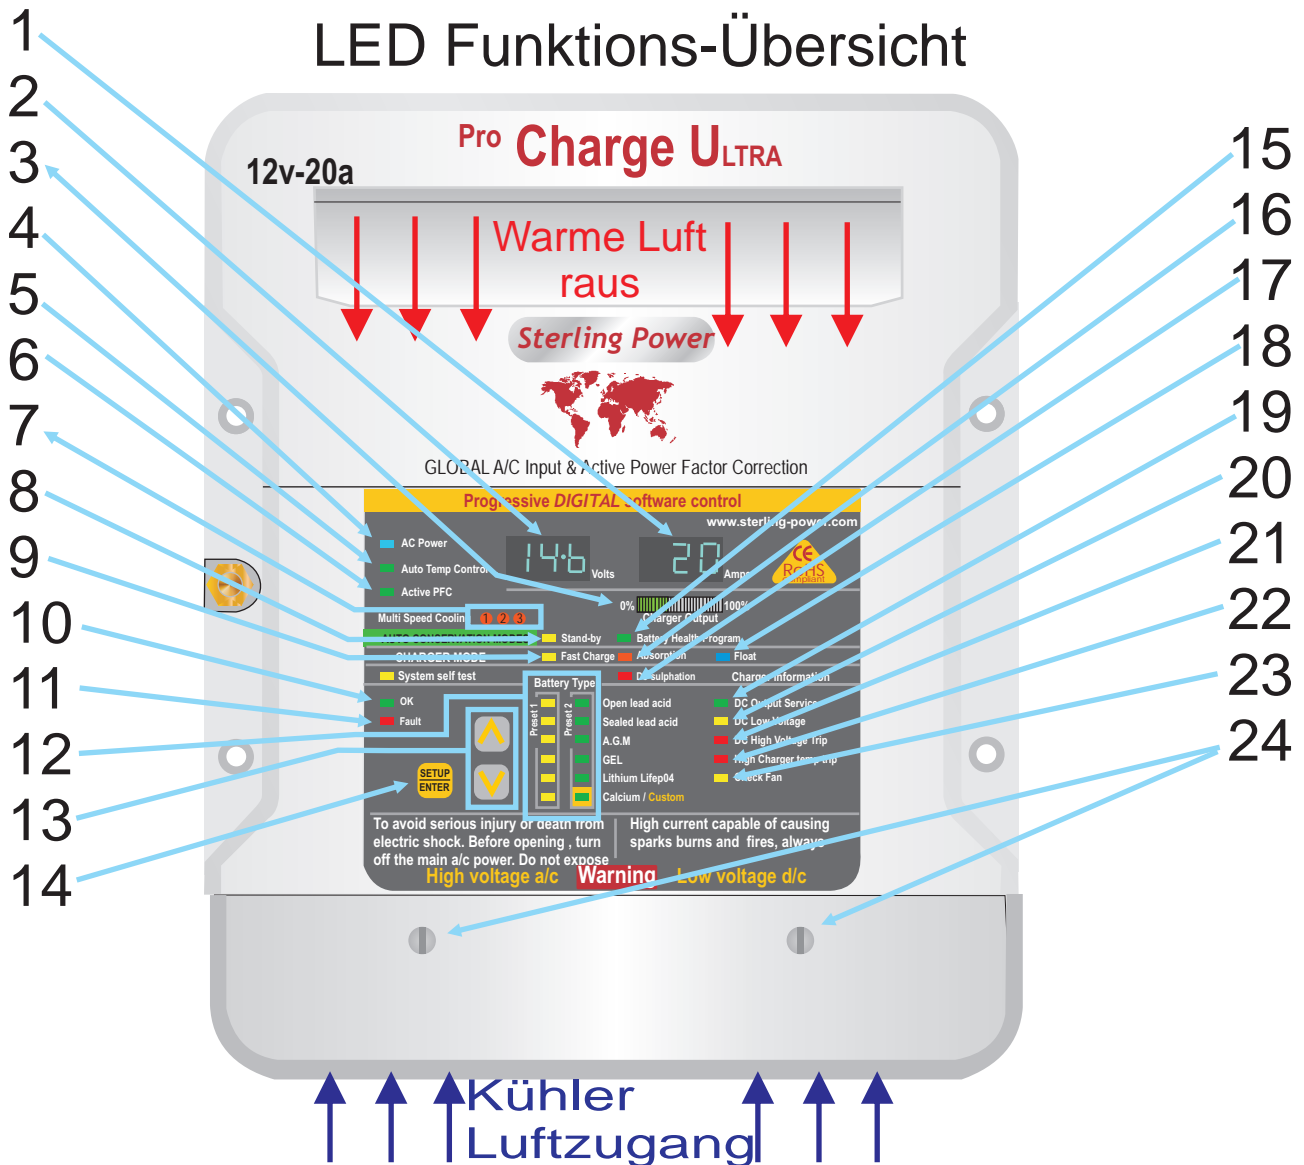 LED Funktions-Übersicht
1
2
3
4
5
6
7
8
9
10
11
12
13
14
15
16
17
18
19
20
21
22
23
24
Pro Charge ULTRA
12v-20a
Warme Luft
raus
Sterling Power
GLOBAL A/C Input & Active Power Factor Correction
Progressive DIGITAL software control
www.sterling-power.com
AC Power
Auto Temp Control
Active PFC
14.6 Volts
20 Amps
CE
RoHS
compliant
0% 100%
Charger Output
Multi Speed Cooling 1 2 3
AUTO CONSERVATION MODE
Stand-by
Battery Health Program
CHARGER MODE
Fast Charge
Absorption
Float
System self test
De-sulphation
Charger Information
Battery Type
OK
Fault
Preset 1
Preset 2
Open lead acid
Sealed lead acid
A.G.M
GEL
Lithium Lifep04
Calcium / Custom
DC Output Service
DC Low Voltage
DC High Voltage Trip
High Charger temp trip
Check Fan
SETUP
ENTER
To avoid serious injury or death from
electric shock. Before opening , turn
off the main a/c power. Do not expose
High current capable of causing
sparks burns and fires, always
High voltage a/c Warning Low voltage d/c
Kühler
Luftzugang